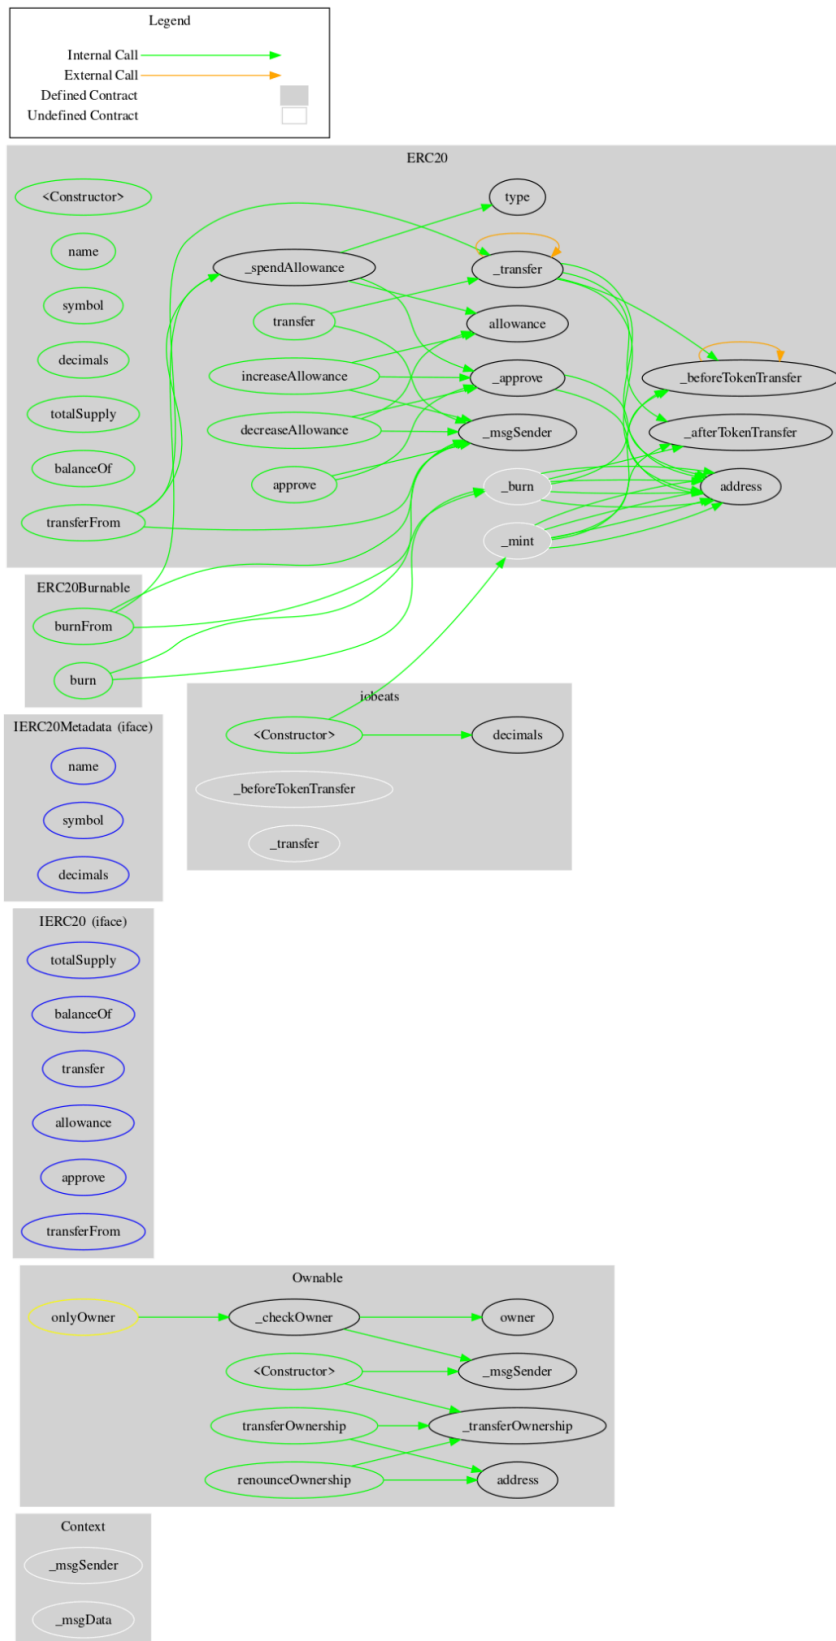 Legend
Internal Call
External Call
Defined Contract
Undefined Contract
ERC20
<Constructor>
name
symbol
decimals
totalSupply
balanceOf
transferFrom
_spendAllowance
transfer
increaseAllowance
decreaseAllowance
approve
type
_transfer
allowance
_approve
_msgSender
_burn
_mint
_beforeTokenTransfer
_afterTokenTransfer
address
ERC20Burnable
burnFrom
burn
iobeats
<Constructor>
decimals
_beforeTokenTransfer
_transfer
IERC20Metadata (iface)
name
symbol
decimals
IERC20 (iface)
totalSupply
balanceOf
transfer
allowance
approve
transferFrom
Ownable
onlyOwner
_checkOwner
owner
<Constructor>
_msgSender
transferOwnership
_transferOwnership
renounceOwnership
address
Context
_msgSender
_msgData